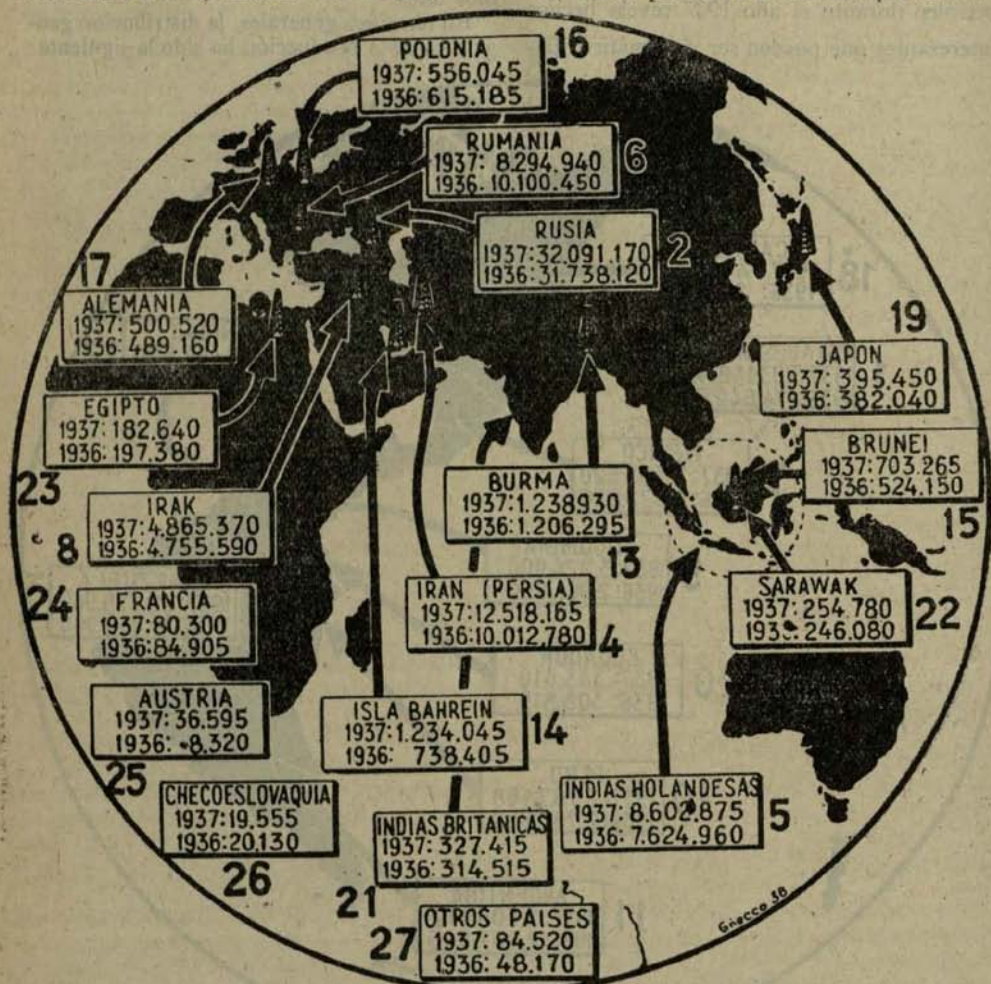 POLONIA
1937: 556.045
1936: 615.185
16
RUMANIA
1937: 8.294.940
1936: 10.100.450
6
RUSIA
1937: 32.091.170
1936: 31.738.120
2
17
ALEMANIA
1937: 500.520
1936: 489.160
EGIPTO
1937: 182.640
1936: 197.380
23
19
JAPON
1937: 395.450
1936: 382.040
BRUNEI
1937: 703.265
1936: 524.150
15
IRAK
1937: 4.865.370
1936: 4.755.590
8
BURMA
1937: 1.238930
1936: 1.206.295
13
24
FRANCIA
1937: 80.300
1936: 84.905
IRAN (PERSIA)
1937: 12.518.165
1936: 10.012.780
4
SARAWAK
1937: 254.780
246.080
22
AUSTRIA
1937: 36.595
1936: 8.320
25
ISLA BAHREIN
1937: 1.234.045
1936: 738.405
14
CHECOESLOVAQUIA
1937: 19.555
1936: 20.130
26
INDIAS BRITANICAS
1937: 327.415
1936: 314.515
21
INDIAS HOLANDESAS
1937: 8.602.875
1936: 7.624.960
5
27
OTROS PAISES
1937: 84.520
1936: 48.170
Gnecco 38